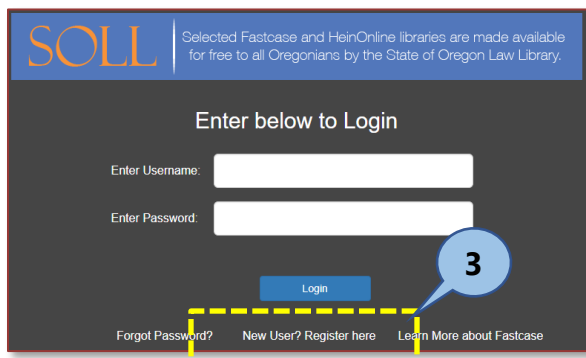 SOLL
Selected Fastcase and HeinOnline libraries are made available
for free to all Oregonians by the State of Oregon Law Library.
Enter below to Login
Enter Username:
Enter Password:
3
Login
Forgot Password? New User? Register here Learn More about Fastcase